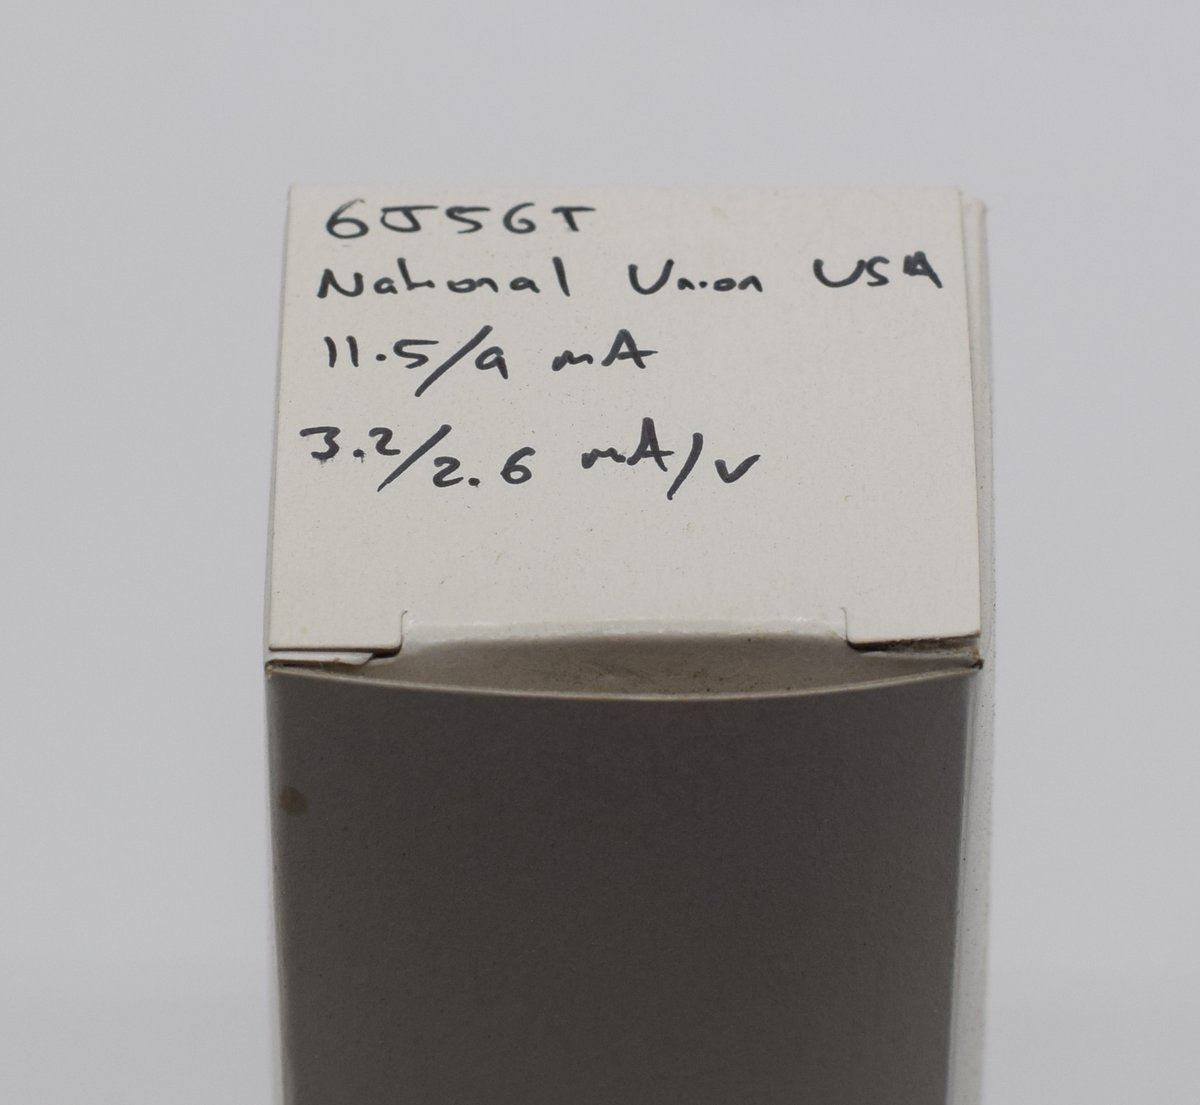 6J5GT
National Union USA
11.5/9 mA
3.2/2.6 mA/V